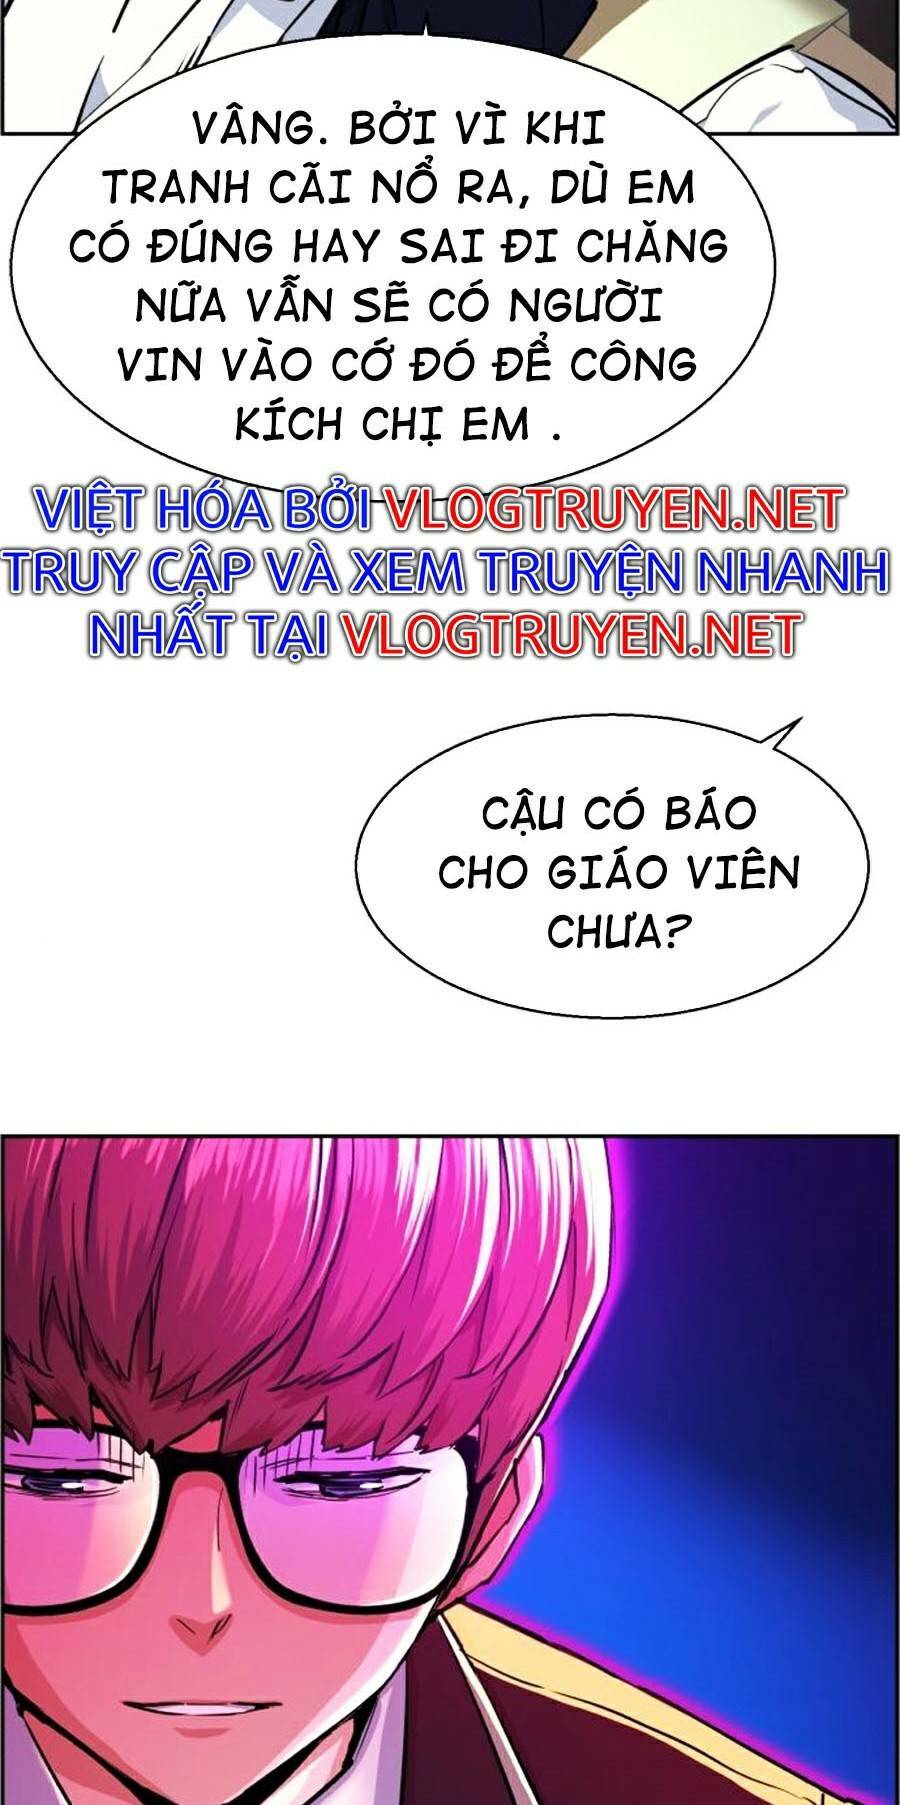 VÂNG. BỞI VÌ KHI
TRANH CÃI NỔ RA, DÙ EM
CÓ ĐÚNG HAY SAI ĐI CHĂNG
NỮA VẪN SẼ CÓ NGƯỜI
VIN VÀO CỚ ĐÓ ĐỂ CÔNG
KÍCH CHỊ EM .
VIỆT HÓA BỞI VLOGTRUYEN.NET
TRUY CẬP VÀ XEM TRUYỆN NHANH
NHẤT TẠI VLOGTRUYEN.NET
CẬU CÓ BÁO
CHO GIÁO VIÊN
CHƯA?